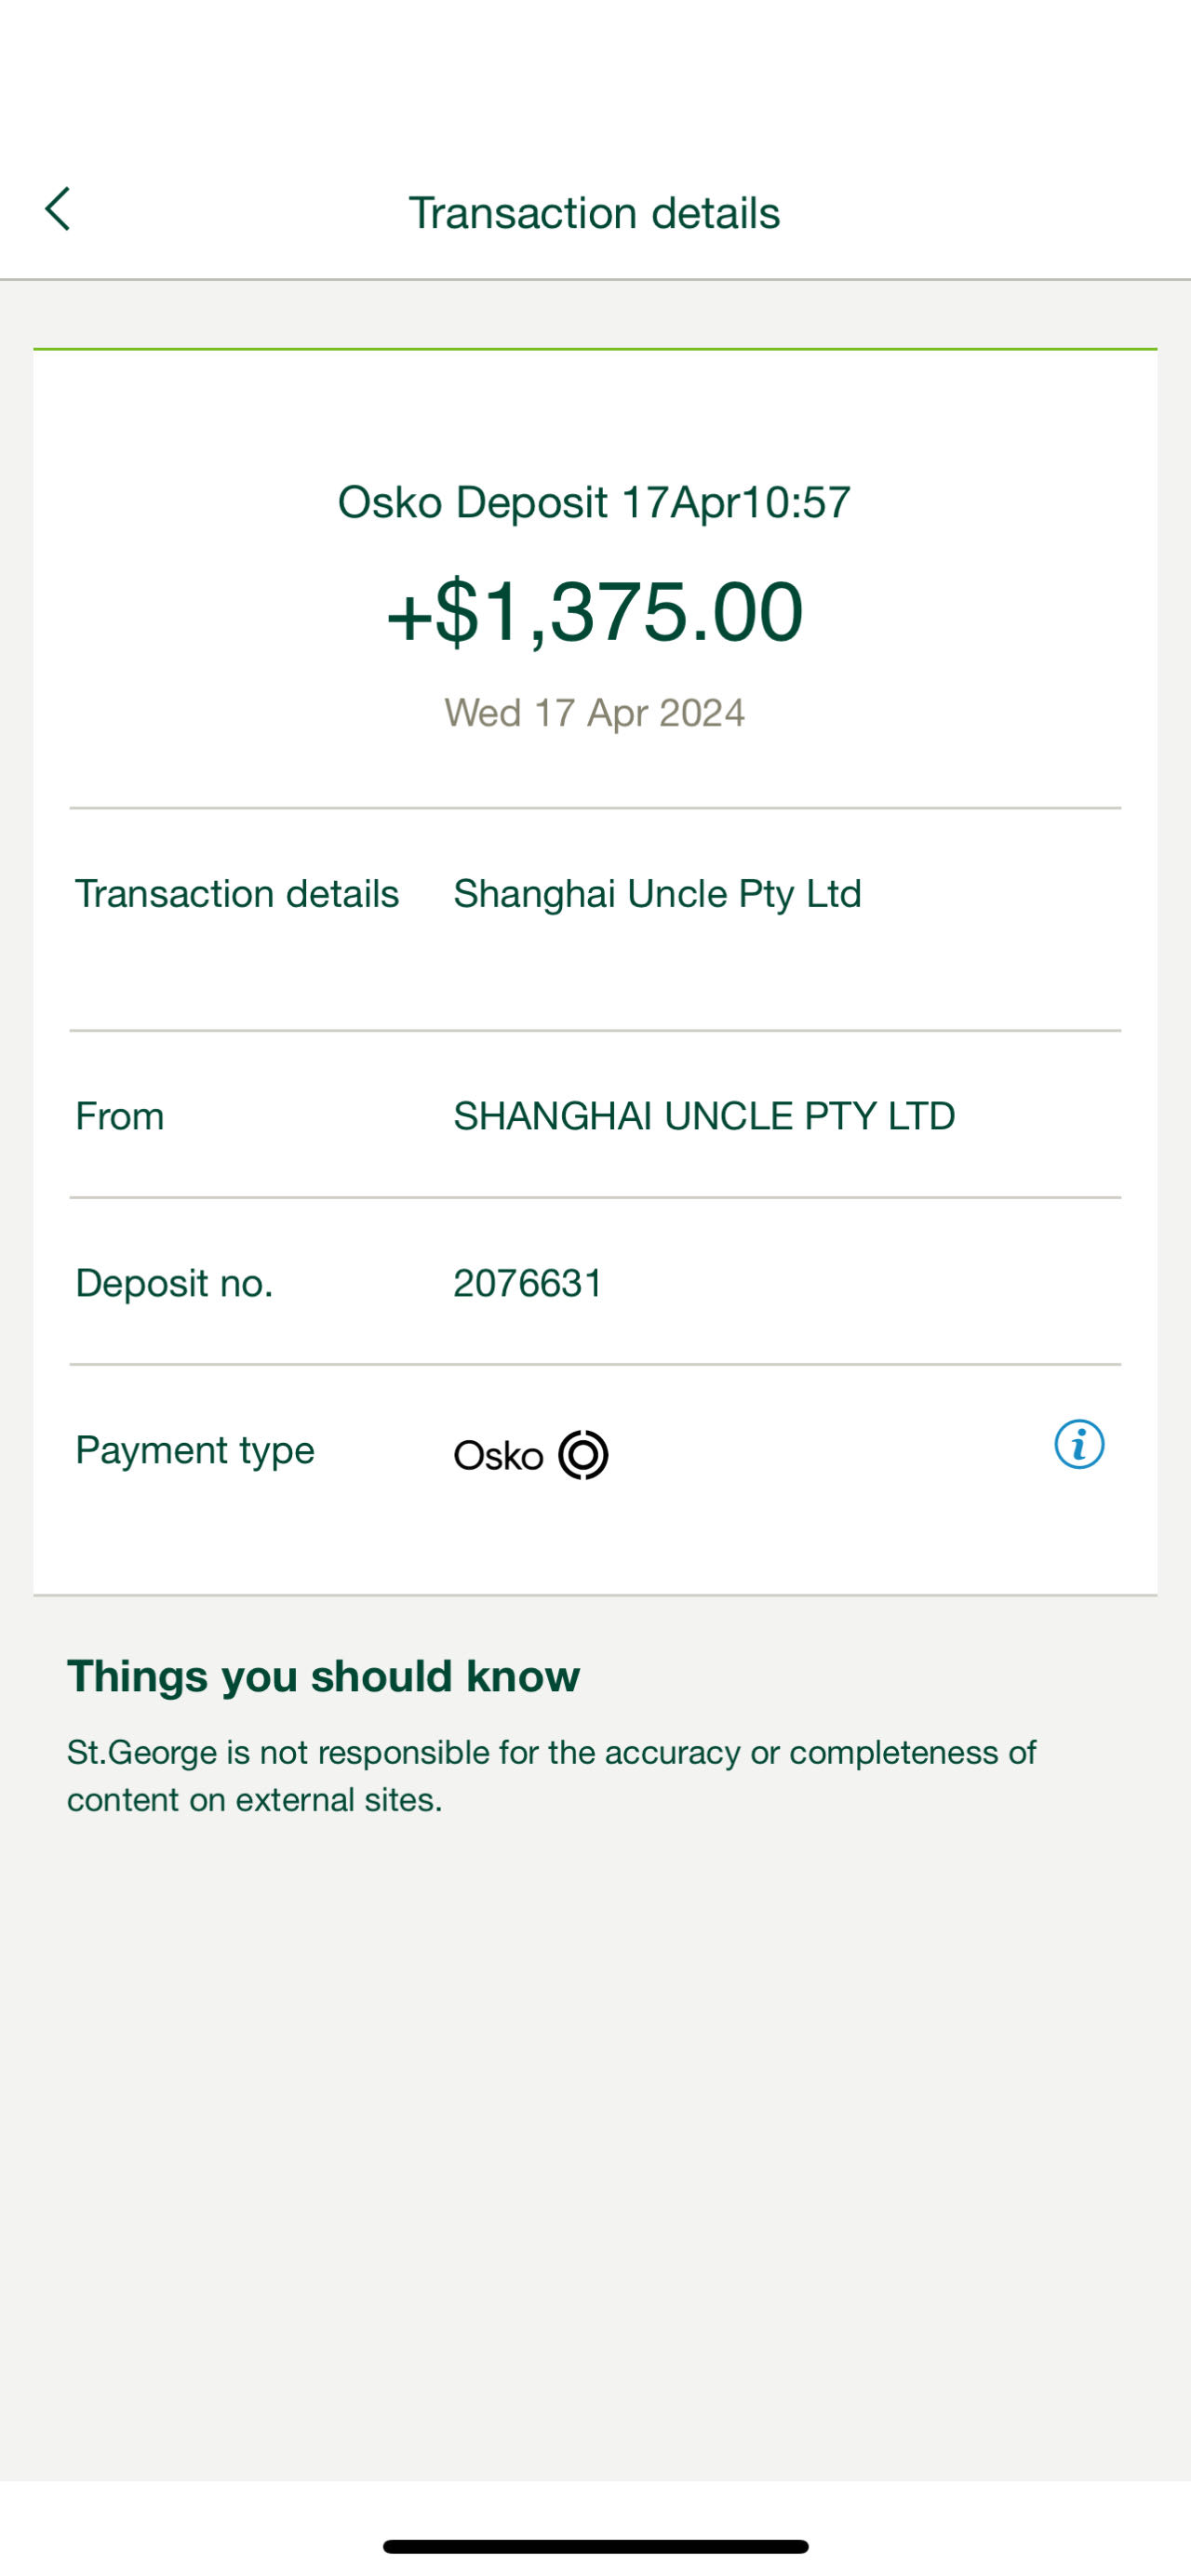 Transaction details
Osko Deposit 17Apr10:57
+$1,375.00
Wed 17 Apr 2024
Transaction details Shanghai Uncle Pty Ltd
From SHANGHAI UNCLE PTY LTD
Deposit no. 2076631
Payment type Osko
i
Things you should know
St.George is not responsible for the accuracy or completeness of
content on external sites.